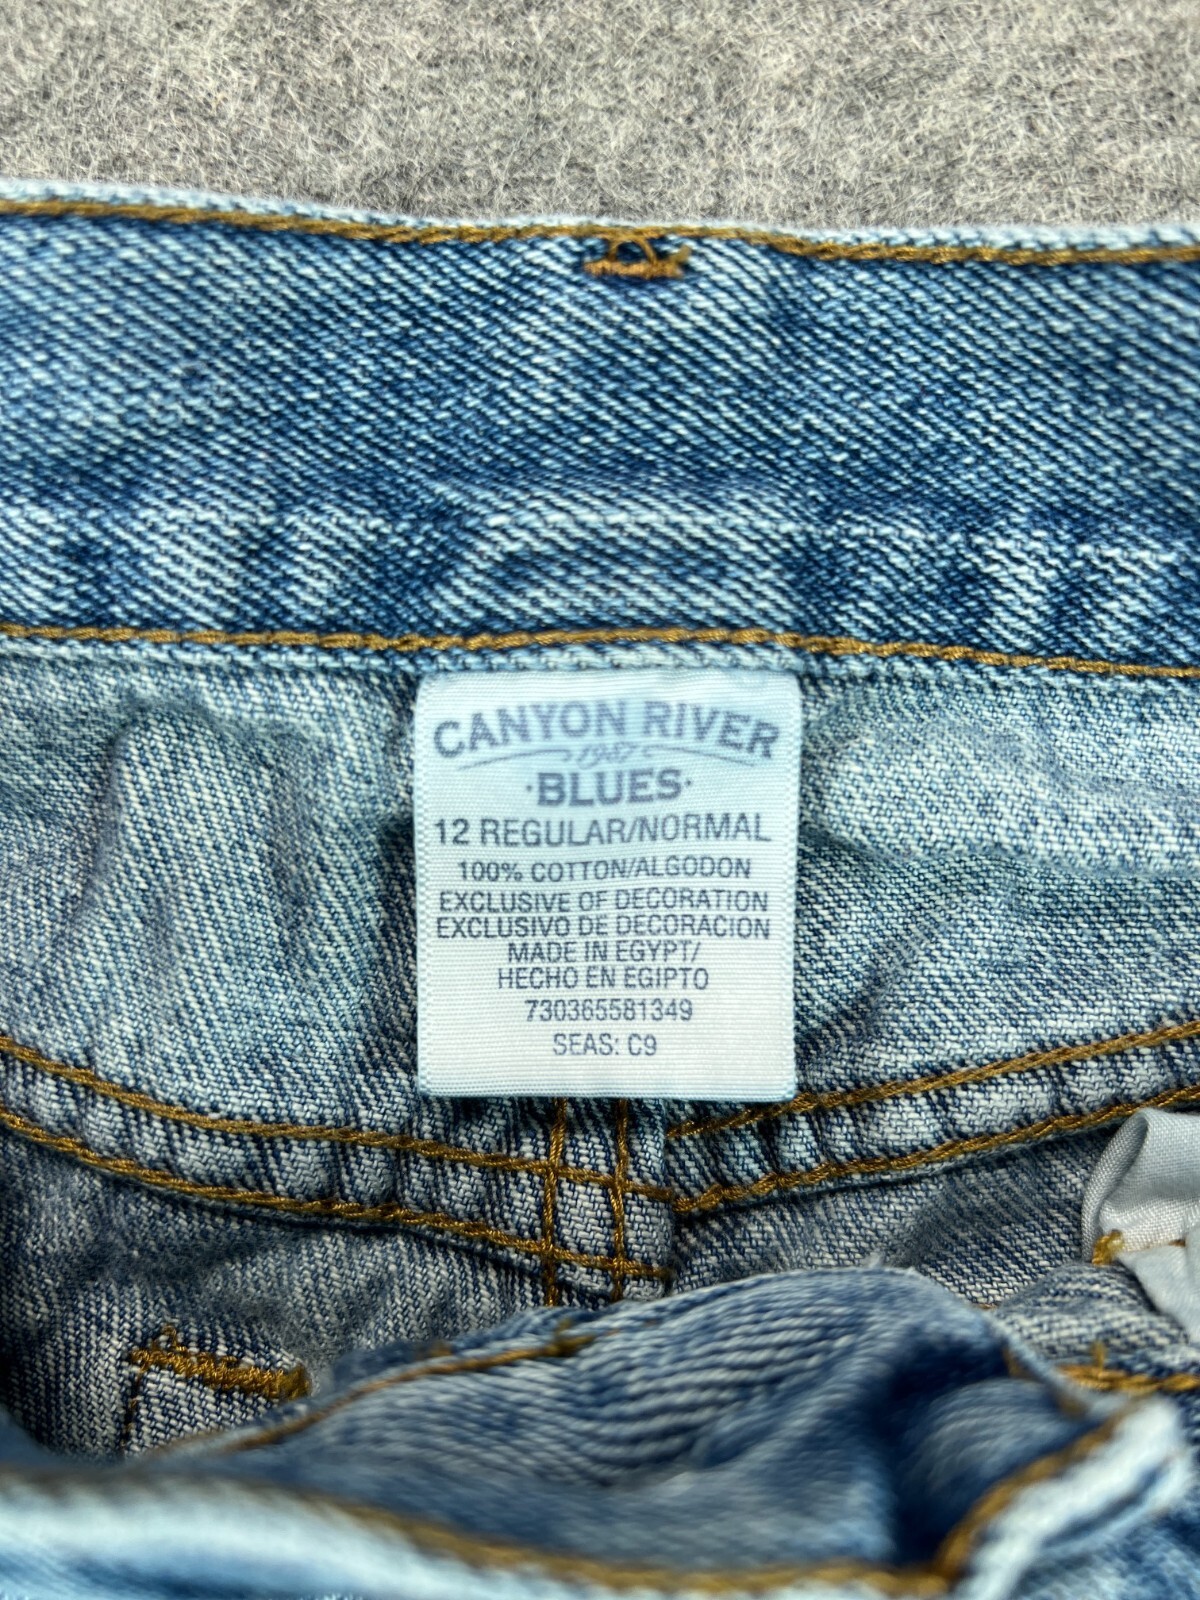 CANYON RIVER
1987
·BLUES·
12 REGULAR/NORMAL
100% COTTON/ALGODON
EXCLUSIVE OF DECORATION
EXCLUSIVO DE DECORACION
MADE IN EGYPT/
HECHO EN EGIPTO
730365581349
SEAS: C9